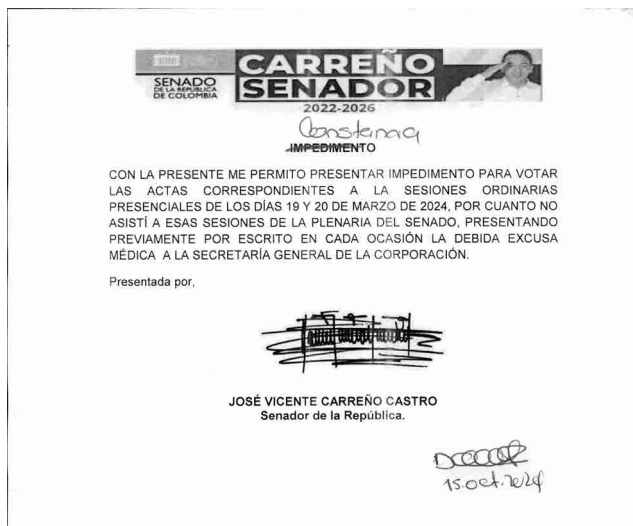 SENADO
DE LA REPÚBLICA
DE COLOMBIA
CARREÑO
SENADOR
2022-2026
Constancia
IMPEDIMENTO
CON LA PRESENTE ME PERMITO PRESENTAR IMPEDIMENTO PARA VOTAR
LAS ACTAS CORRESPONDIENTES A LA SESIONES ORDINARIAS
PRESENCIALES DE LOS DÍAS 19 Y 20 DE MARZO DE 2024, POR CUANTO NO
ASISTÍ A ESAS SESIONES DE LA PLENARIA DEL SENADO, PRESENTANDO
PREVIAMENTE POR ESCRITO EN CADA OCASIÓN LA DEBIDA EXCUSA
MÉDICA A LA SECRETARÍA GENERAL DE LA CORPORACIÓN.
Presentada por,
JOSÉ VICENTE CARREÑO CASTRO
Senador de la República.
15.oct.2024